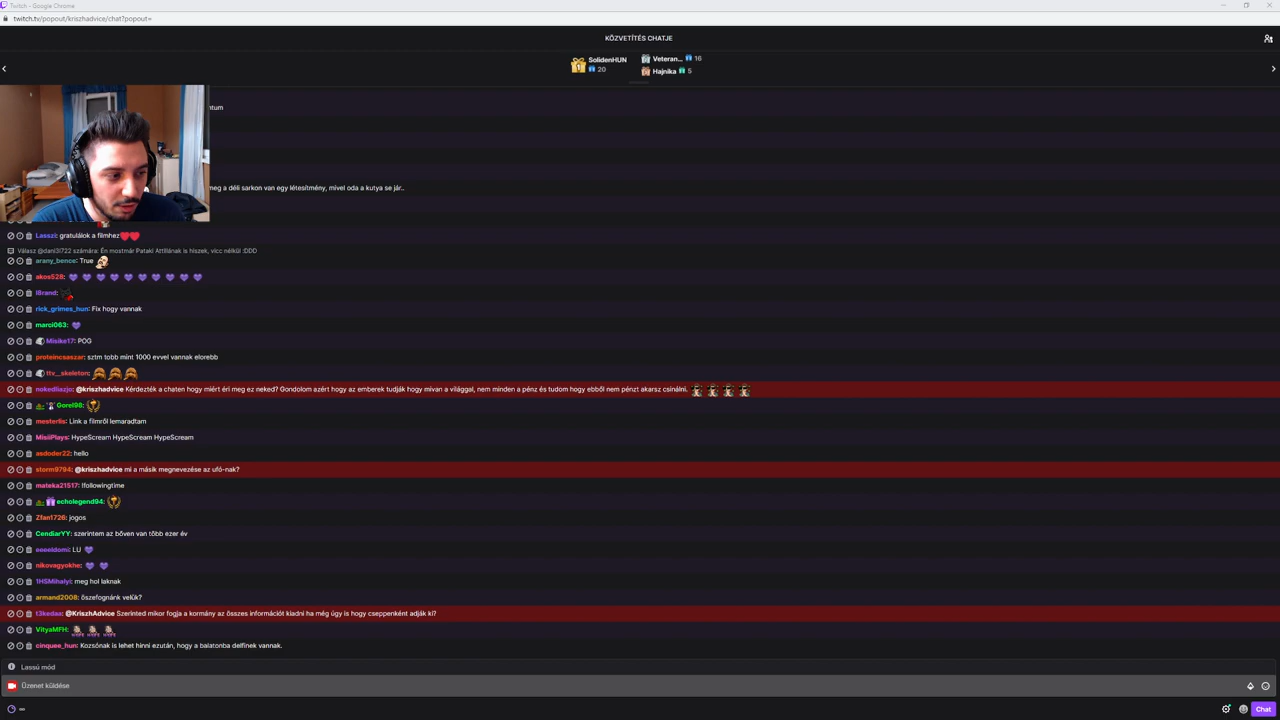 Twitch - Google Chrome
twitch.tv/popout/kriszhadvice/chat?popout=
KÖZVETÍTÉS CHATJE
SolidenHUN
20
Veteran... 16
Hajnika 5
meg a déli sarkon van egy létesítmény, mivel oda a kutya se jár..
Lasszi: gratulálok a filmhez
Válasz @dani3l722 számára: Én mostmár Pataki Attilának is hiszek, vicc nélkül :DDD
arany_bence: True
akos528:
iBrand:
rick_grimes_hun: Fix hogy vannak
marci063:
Misike17: POG
proteincsaszar: sztm tobb mint 1000 evvel vannak elorebb
ttv__skeleton:
nokedliszjo: @kriszhadvice Kérdezték a chaten hogy miért éri meg ez neked? Gondolom azért hogy az emberek tudják hogy mivan a világgal, nem minden a pénz és tudom hogy ebből nem pénzt akarsz csinálni.
Gorel98:
mesterlis: Link a filmről lemaradtam
MisiiPlays: HypeScream HypeScream HypeScream
asdoder22: hello
storm9794: @kriszhadvice mi a másik megnevezése az ufó-nak?
mateka21517: !followingtime
echolegend94:
Zfan1726: jogos
CendiarYY: szerintem az bőven van több ezer év
LU
nikovagyokhe:
1HSMihalyi: meg hol laknak
armand2008: öszefognánk velük?
t3kedaa: @KriszhAdvice Szerinted mikor fogja a kormány az összes információt kiadni ha még úgy is hogy cseppenként adják ki?
VityaMFH:
cinquee_hun: Kozsónak is lehet hinni ezután, hogy a balatonba delfinek vannak.
Lassú mód
Üzenet küldése
Chat